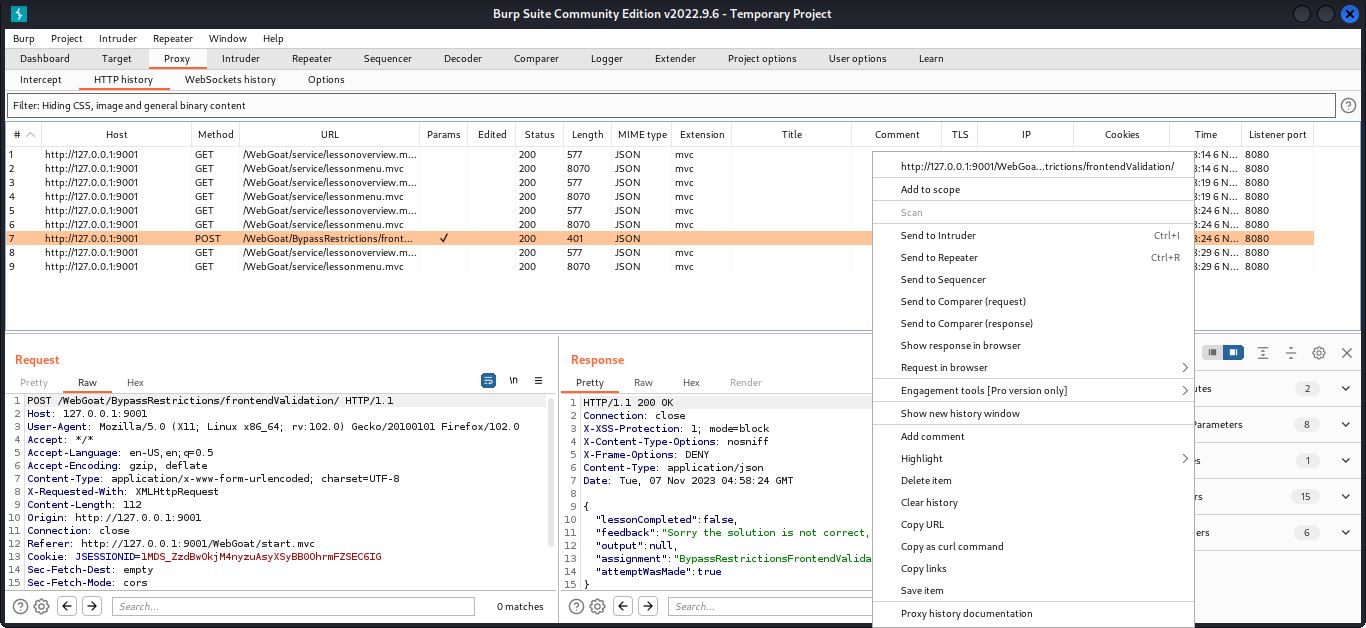 Burp Suite Community Edition v2022.9.6 - Temporary Project
Burp Project Intruder Repeater Window Help
Dashboard Target Proxy Intruder Repeater Sequencer Decoder Comparer Logger Extender Project options User options Learn
Intercept HTTP history WebSockets history Options
Filter: Hiding CSS, image and general binary content
# Host Method URL Params Edited Status Length MIME type Extension Title Comment TLS IP Cookies Time Listener port
1 http://127.0.0.1:9001 GET /WebGoat/service/lessonoverview.m... 200 577 JSON mvc 3:14 6 N... 8080
2 http://127.0.0.1:9001 GET /WebGoat/service/lessonmenu.mvc 200 8070 JSON mvc 3:14 6 N... 8080
3 http://127.0.0.1:9001 GET /WebGoat/service/lessonoverview.m... 200 577 JSON mvc 3:19 6 N... 8080
4 http://127.0.0.1:9001 GET /WebGoat/service/lessonmenu.mvc 200 8070 JSON mvc 3:19 6 N... 8080
5 http://127.0.0.1:9001 GET /WebGoat/service/lessonoverview.m... 200 577 JSON mvc 3:24 6 N... 8080
6 http://127.0.0.1:9001 GET /WebGoat/service/lessonmenu.mvc 200 8070 JSON mvc 3:24 6 N... 8080
7 http://127.0.0.1:9001 POST /WebGoat/BypassRestrictions/front... ✓ 200 401 JSON 3:24 6 N... 8080
8 http://127.0.0.1:9001 GET /WebGoat/service/lessonoverview.m... 200 577 JSON mvc 3:29 6 N... 8080
9 http://127.0.0.1:9001 GET /WebGoat/service/lessonmenu.mvc 200 8070 JSON mvc 3:29 6 N... 8080
http://127.0.0.1:9001/WebGoa...trictions/frontendValidation/
Add to scope
Scan
Send to Intruder Ctrl+I
Send to Repeater Ctrl+R
Send to Sequencer
Send to Comparer (request)
Send to Comparer (response)
Show response in browser
Request in browser
Engagement tools [Pro version only]
Show new history window
Add comment
Highlight
Delete item
Clear history
Copy URL
Copy as curl command
Copy links
Save item
Proxy history documentation
Request
Pretty Raw Hex
\n
1 POST /WebGoat/BypassRestrictions/frontendValidation/ HTTP/1.1
2 Host: 127.0.0.1:9001
3 User-Agent: Mozilla/5.0 (X11; Linux x86_64; rv:102.0) Gecko/20100101 Firefox/102.0
4 Accept: */*
5 Accept-Language: en-US,en;q=0.5
6 Accept-Encoding: gzip, deflate
7 Content-Type: application/x-www-form-urlencoded; charset=UTF-8
8 X-Requested-With: XMLHttpRequest
9 Content-Length: 112
10 Origin: http://127.0.0.1:9001
11 Connection: close
12 Referer: http://127.0.0.1:9001/WebGoat/start.mvc
13 Cookie: JSESSIONID=1MDS_ZzdBwOkjM4nyzuAsyXSyBB0OhrmFZSEC6IG
14 Sec-Fetch-Dest: empty
15 Sec-Fetch-Mode: cors
Search... 0 matches
Response
Pretty Raw Hex Render
1 HTTP/1.1 200 OK
2 Connection: close
3 X-XSS-Protection: 1; mode=block
4 X-Content-Type-Options: nosniff
5 X-Frame-Options: DENY
6 Content-Type: application/json
7 Date: Tue, 07 Nov 2023 04:58:24 GMT
8
9 {
10 "lessonCompleted":false,
11 "feedback":"Sorry the solution is not correct,
12 "output":null,
13 "assignment":"BypassRestrictionsFrontendValida
14 "attemptWasMade":true
15 }
Search...
utes 2
Parameters 8
es 1
rs 15
ers 6